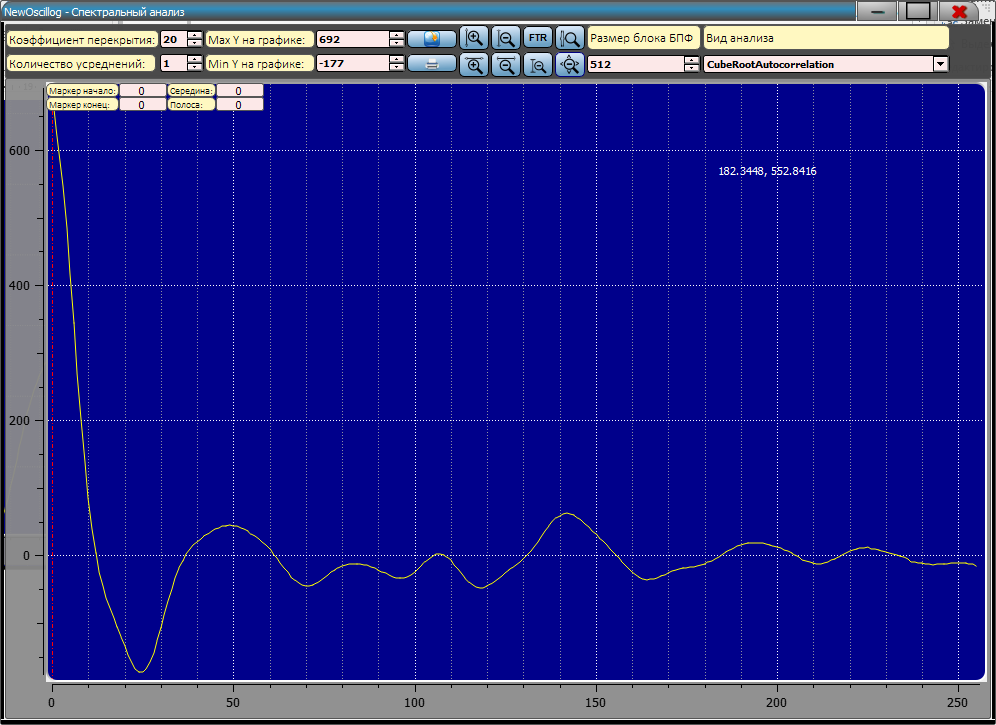 NewOscillog - Спектральный анализ
Коэффициент перекрытия: 20 Max Y на графике: 692 FTR Размер блока БПФ Вид анализа
Количество усреднений: 1 Min Y на графике: -177 512 CubeRootAutocorrelation
Маркер начало: 0 Середина: 0
Маркер конец: 0 Полоса: 0
600
182.3448, 552.8416
400
200
0
0 50 100 150 200 250